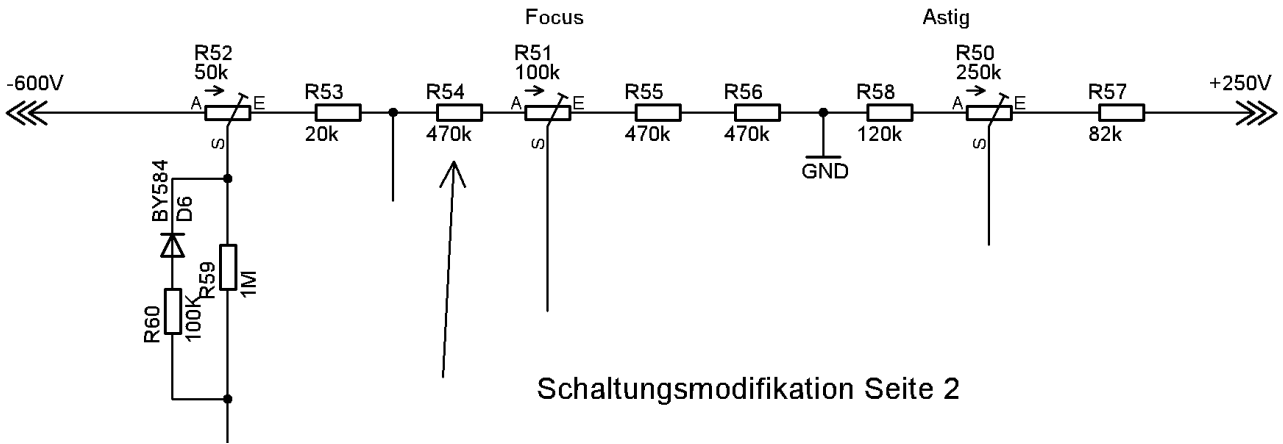 Focus
Astig
R52
50k
R51
100k
R50
250k
-600V
+250V
A
E
S
R53
20k
R54
470k
A
E
S
R55
470k
R56
470k
R58
120k
A
E
S
R57
82k
GND
BY584
D6
R59
1M
R60
100K
Schaltungsmodifikation Seite 2